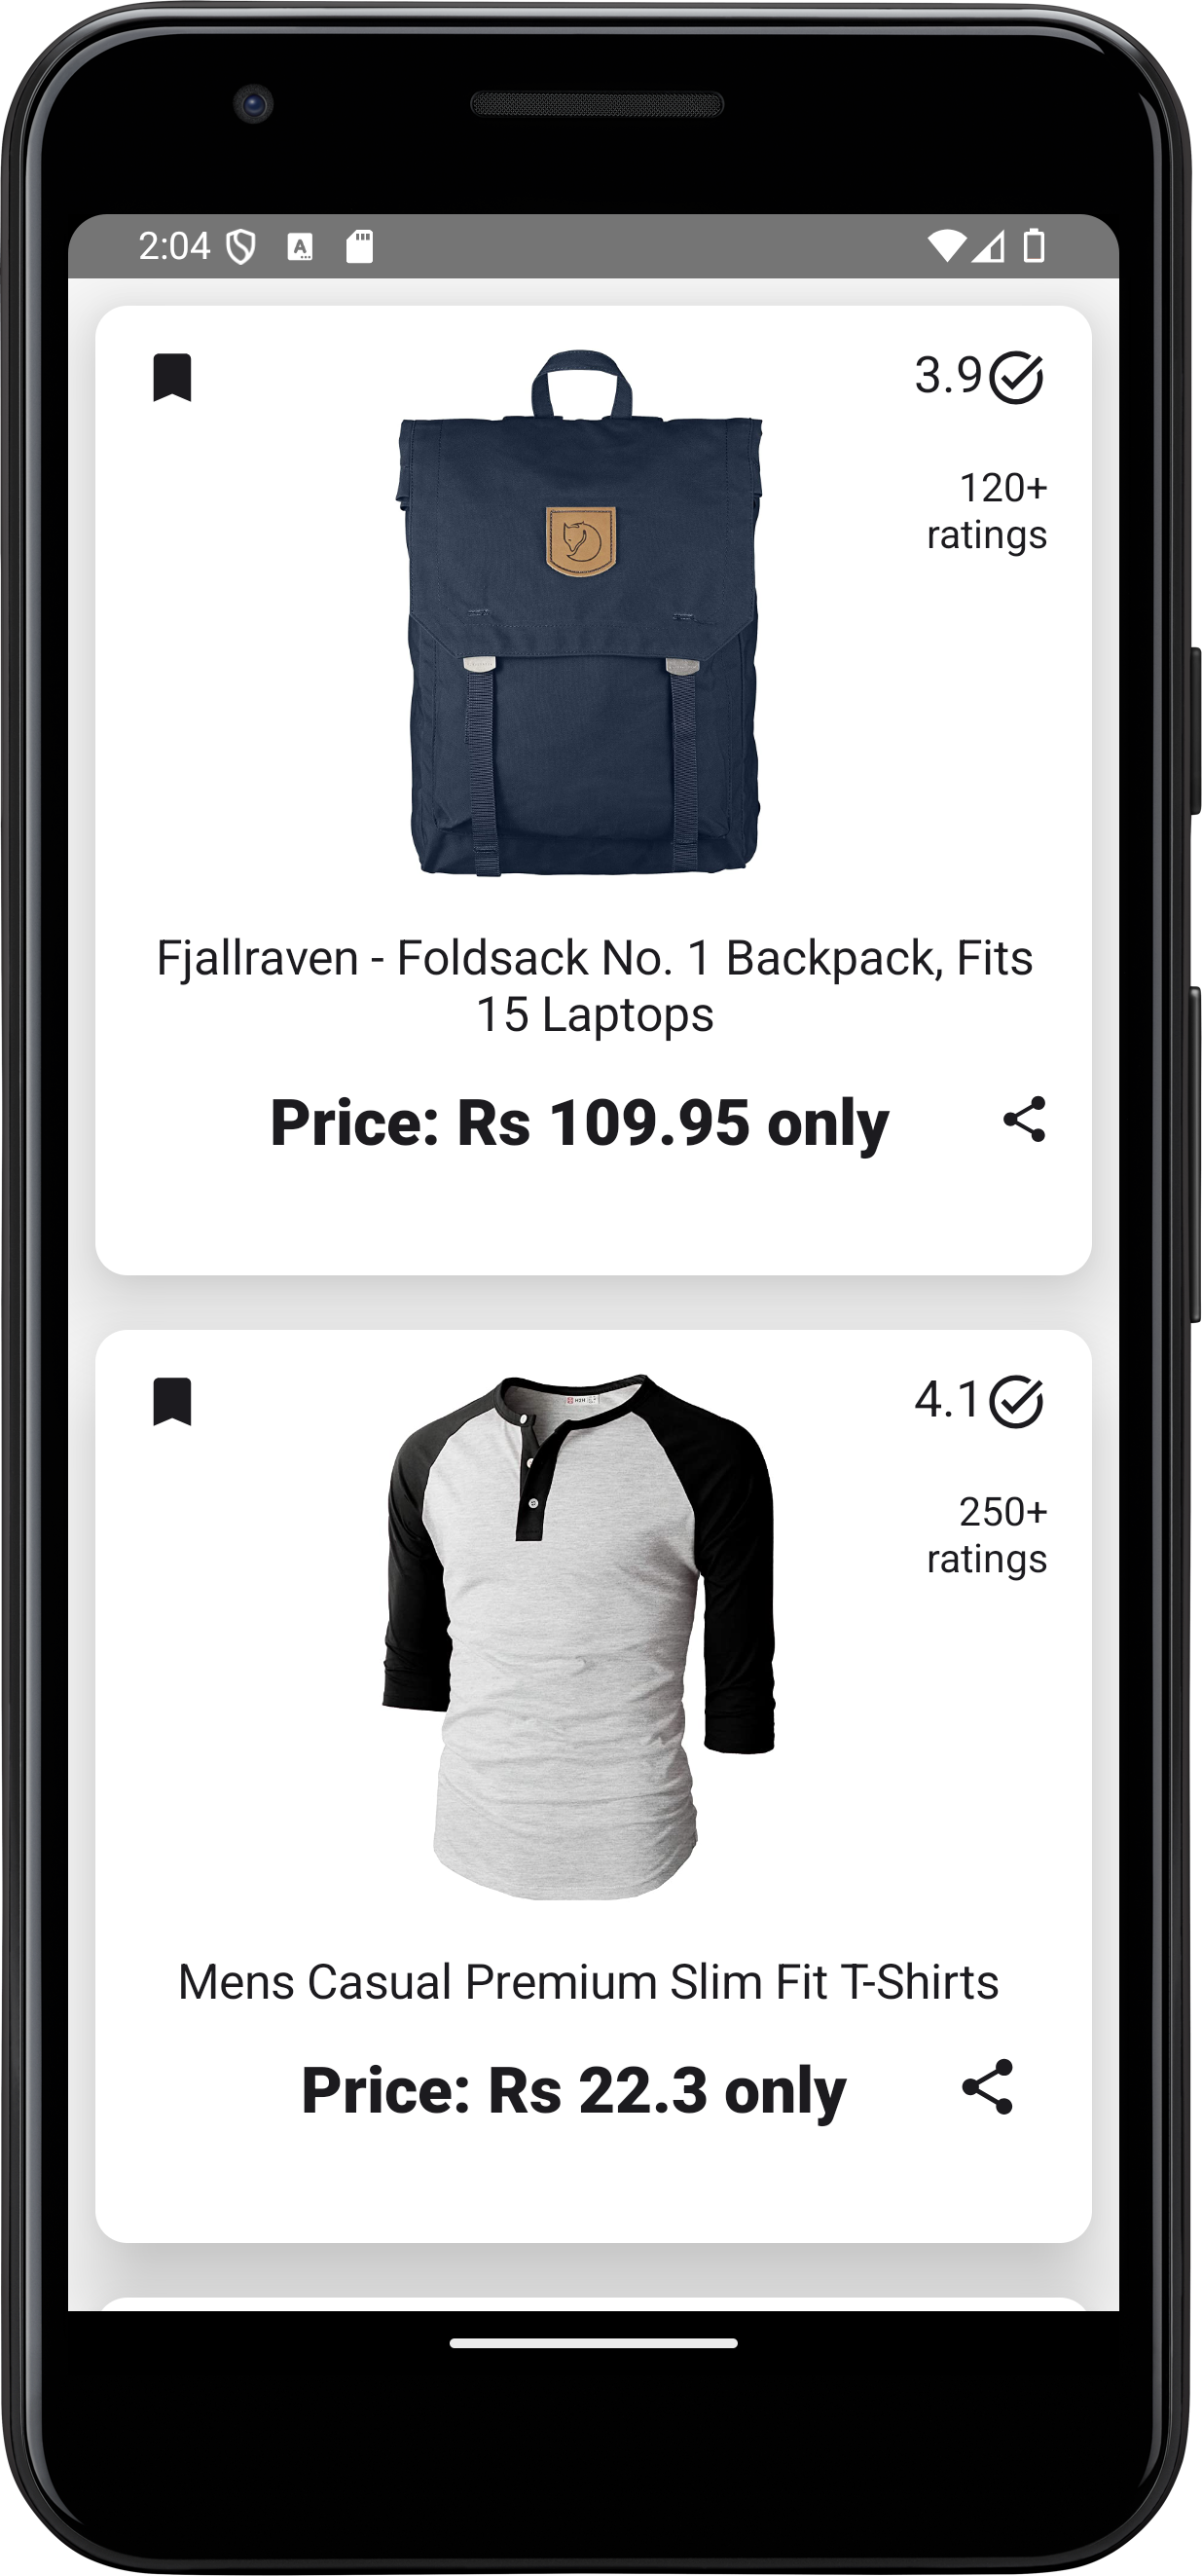 2:04
3.9
120+
ratings
Fjallraven - Foldsack No. 1 Backpack, Fits
15 Laptops
Price: Rs 109.95 only
4.1
250+
ratings
Mens Casual Premium Slim Fit T-Shirts
Price: Rs 22.3 only